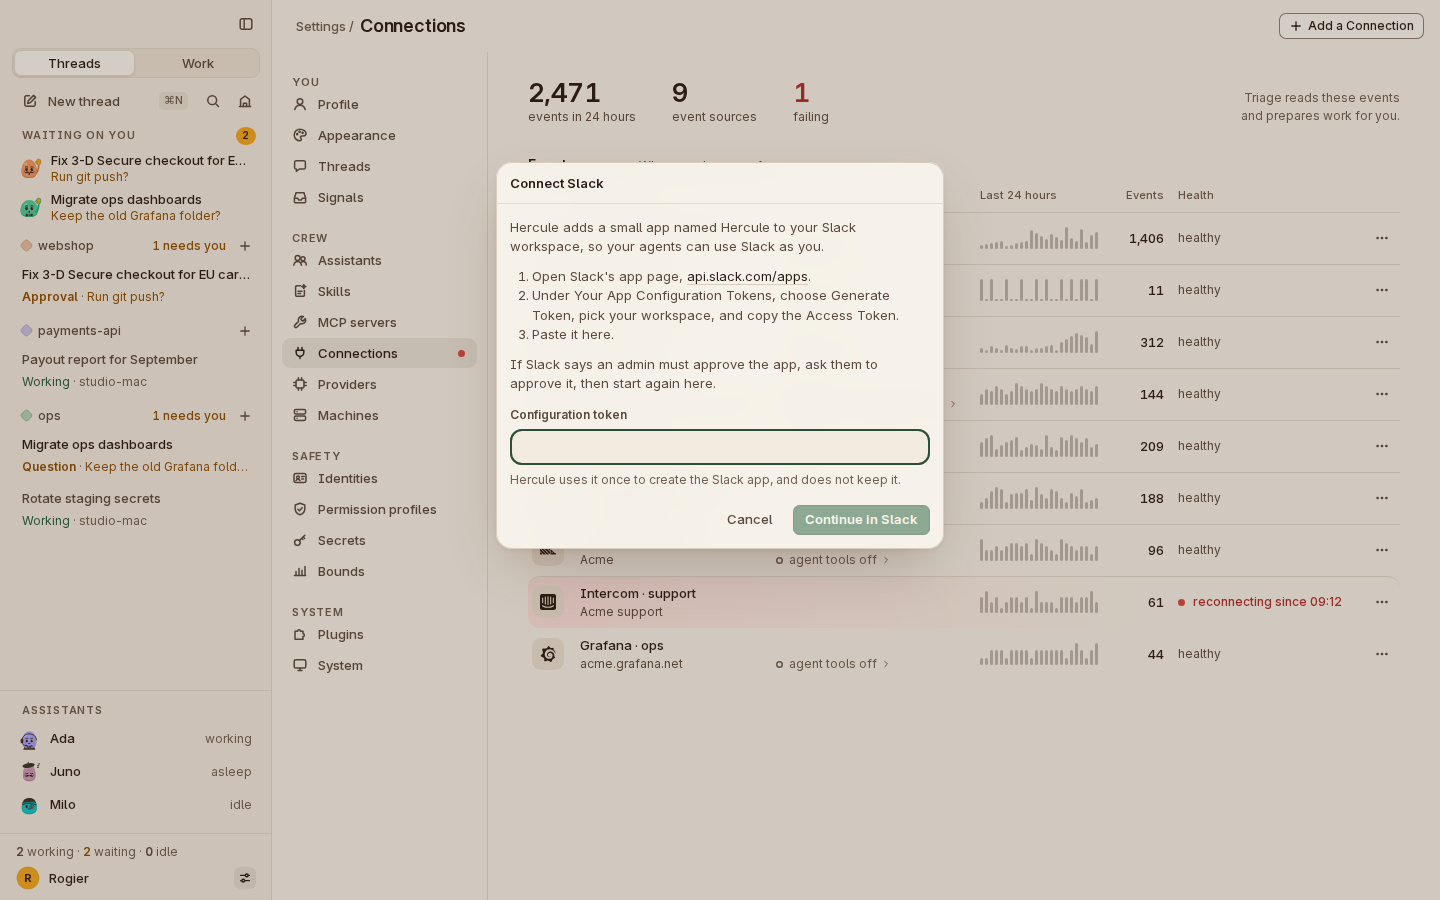 Threads
Work
New thread
⌘N
WAITING ON YOU
2
Fix 3-D Secure checkout for E…
Run git push?
Migrate ops dashboards
Keep the old Grafana folder?
webshop
1 needs you
Fix 3-D Secure checkout for EU car…
Approval · Run git push?
payments-api
Payout report for September
Working · studio-mac
ops
1 needs you
Migrate ops dashboards
Question · Keep the old Grafana fold…
Rotate staging secrets
Working · studio-mac
ASSISTANTS
Ada
working
Juno
asleep
Milo
idle
2 working · 2 waiting · 0 idle
R
Rogier
Settings / Connections
Add a Connection
YOU
Profile
Appearance
Threads
Signals
CREW
Assistants
Skills
MCP servers
Connections
Providers
Machines
SAFETY
Identities
Permission profiles
Secrets
Bounds
SYSTEM
Plugins
System
2,471
events in 24 hours
9
event sources
1
failing
Triage reads these events
and prepares work for you.
Last 24 hours
Events
Health
1,406
healthy
11
healthy
312
healthy
144
healthy
209
healthy
188
healthy
Acme
agent tools off
96
healthy
Intercom · support
Acme support
61
reconnecting since 09:12
Grafana · ops
acme.grafana.net
agent tools off
44
healthy
Connect Slack
Hercule adds a small app named Hercule to your Slack
workspace, so your agents can use Slack as you.
1. Open Slack's app page, api.slack.com/apps.
2. Under Your App Configuration Tokens, choose Generate
Token, pick your workspace, and copy the Access Token.
3. Paste it here.
If Slack says an admin must approve the app, ask them to
approve it, then start again here.
Configuration token
Hercule uses it once to create the Slack app, and does not keep it.
Cancel
Continue in Slack